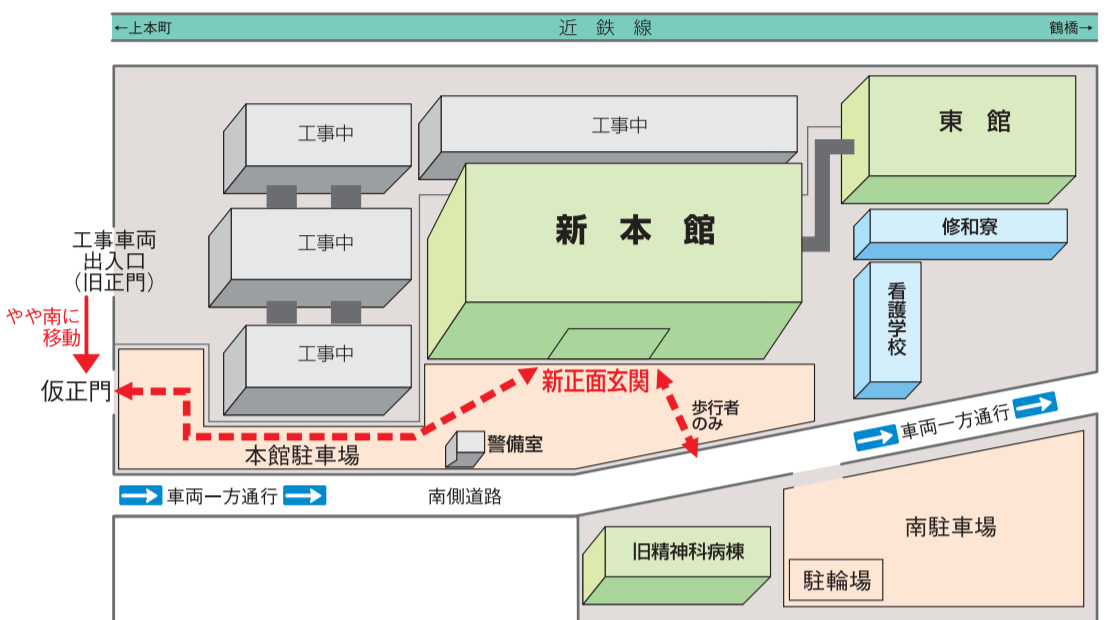 ←上本町
近鉄線
鶴橋→
工事中
工事中
東館
新本館
修和寮
工事中
工事車両
出入口
（旧正門）
看護学校
やや南に
移動
工事中
仮正門
新正面玄関
歩行者
のみ
車両一方通行
警備室
本館駐車場
車両一方通行
南側道路
南駐車場
旧精神科病棟
駐輪場